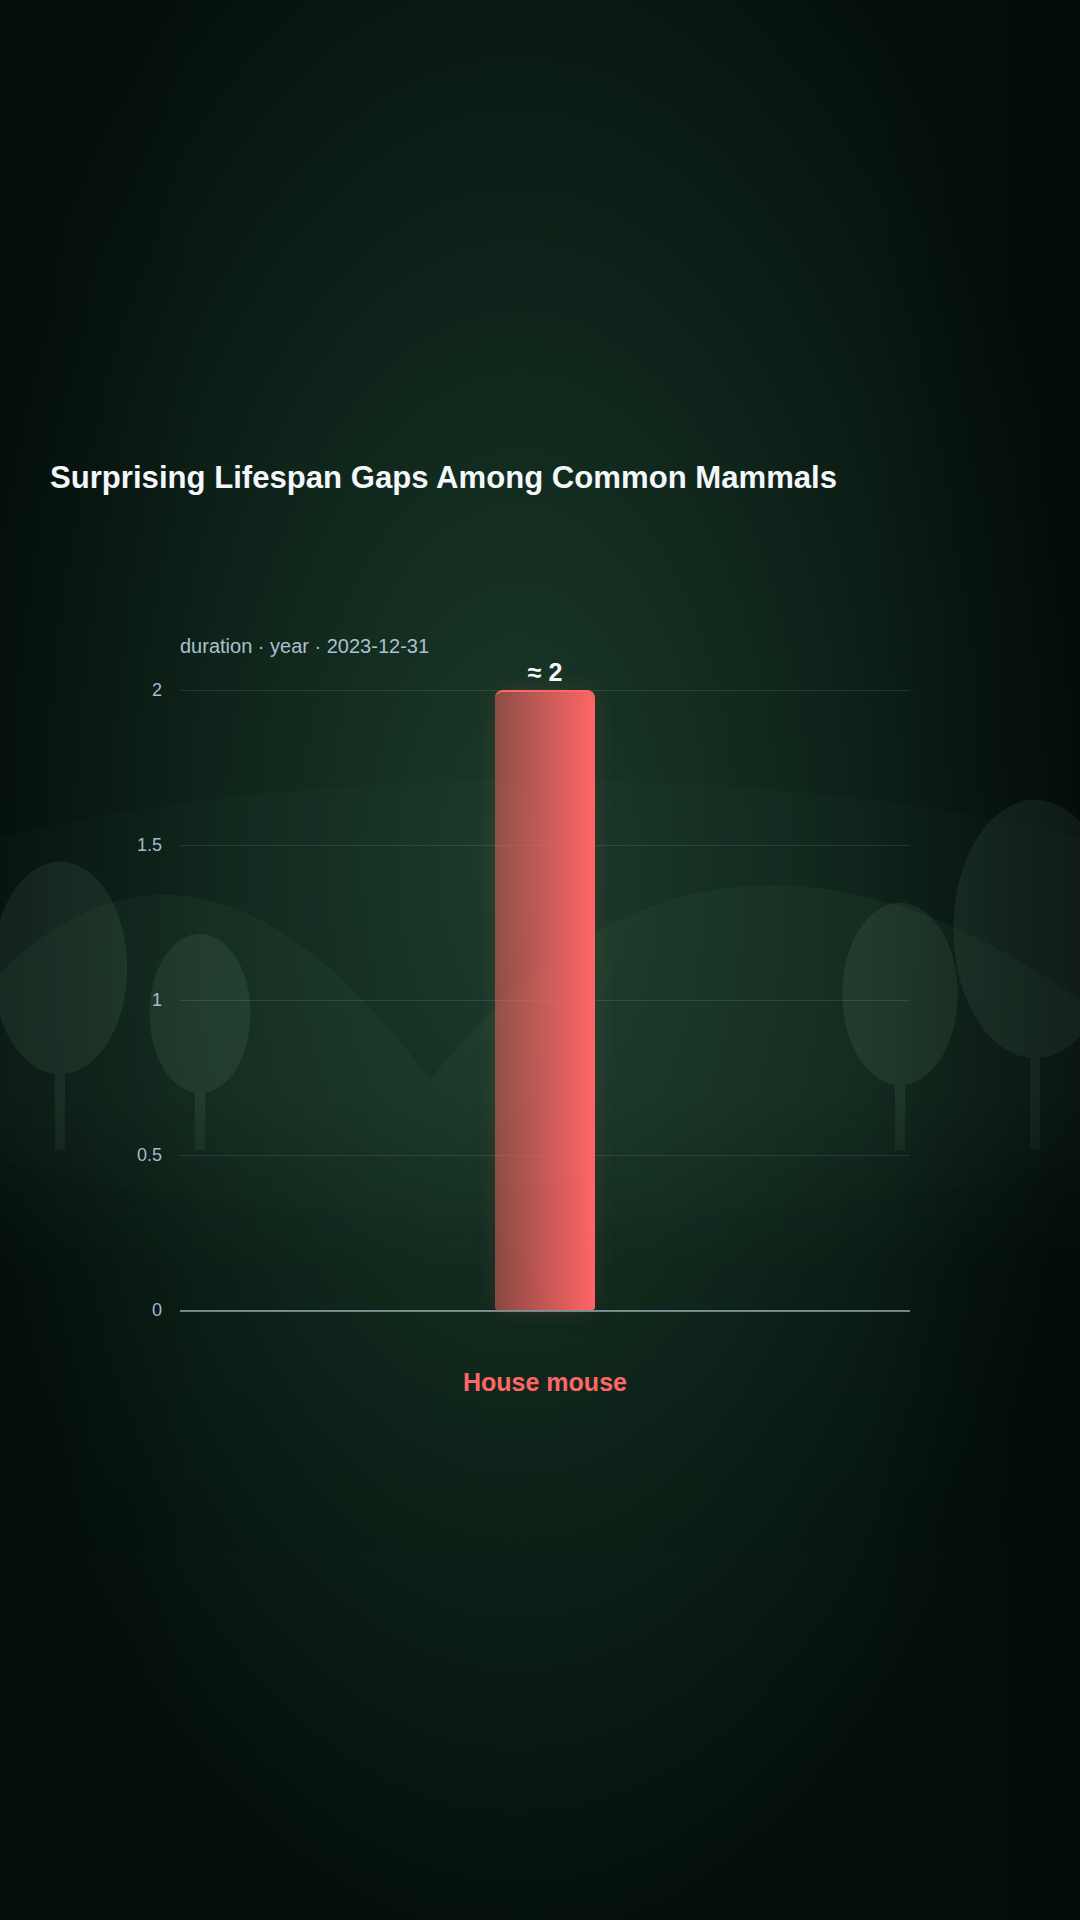 Surprising Lifespan Gaps Among Common Mammals
duration · year · 2023-12-31
≈ 2
2
1.5
1
0.5
0
House mouse